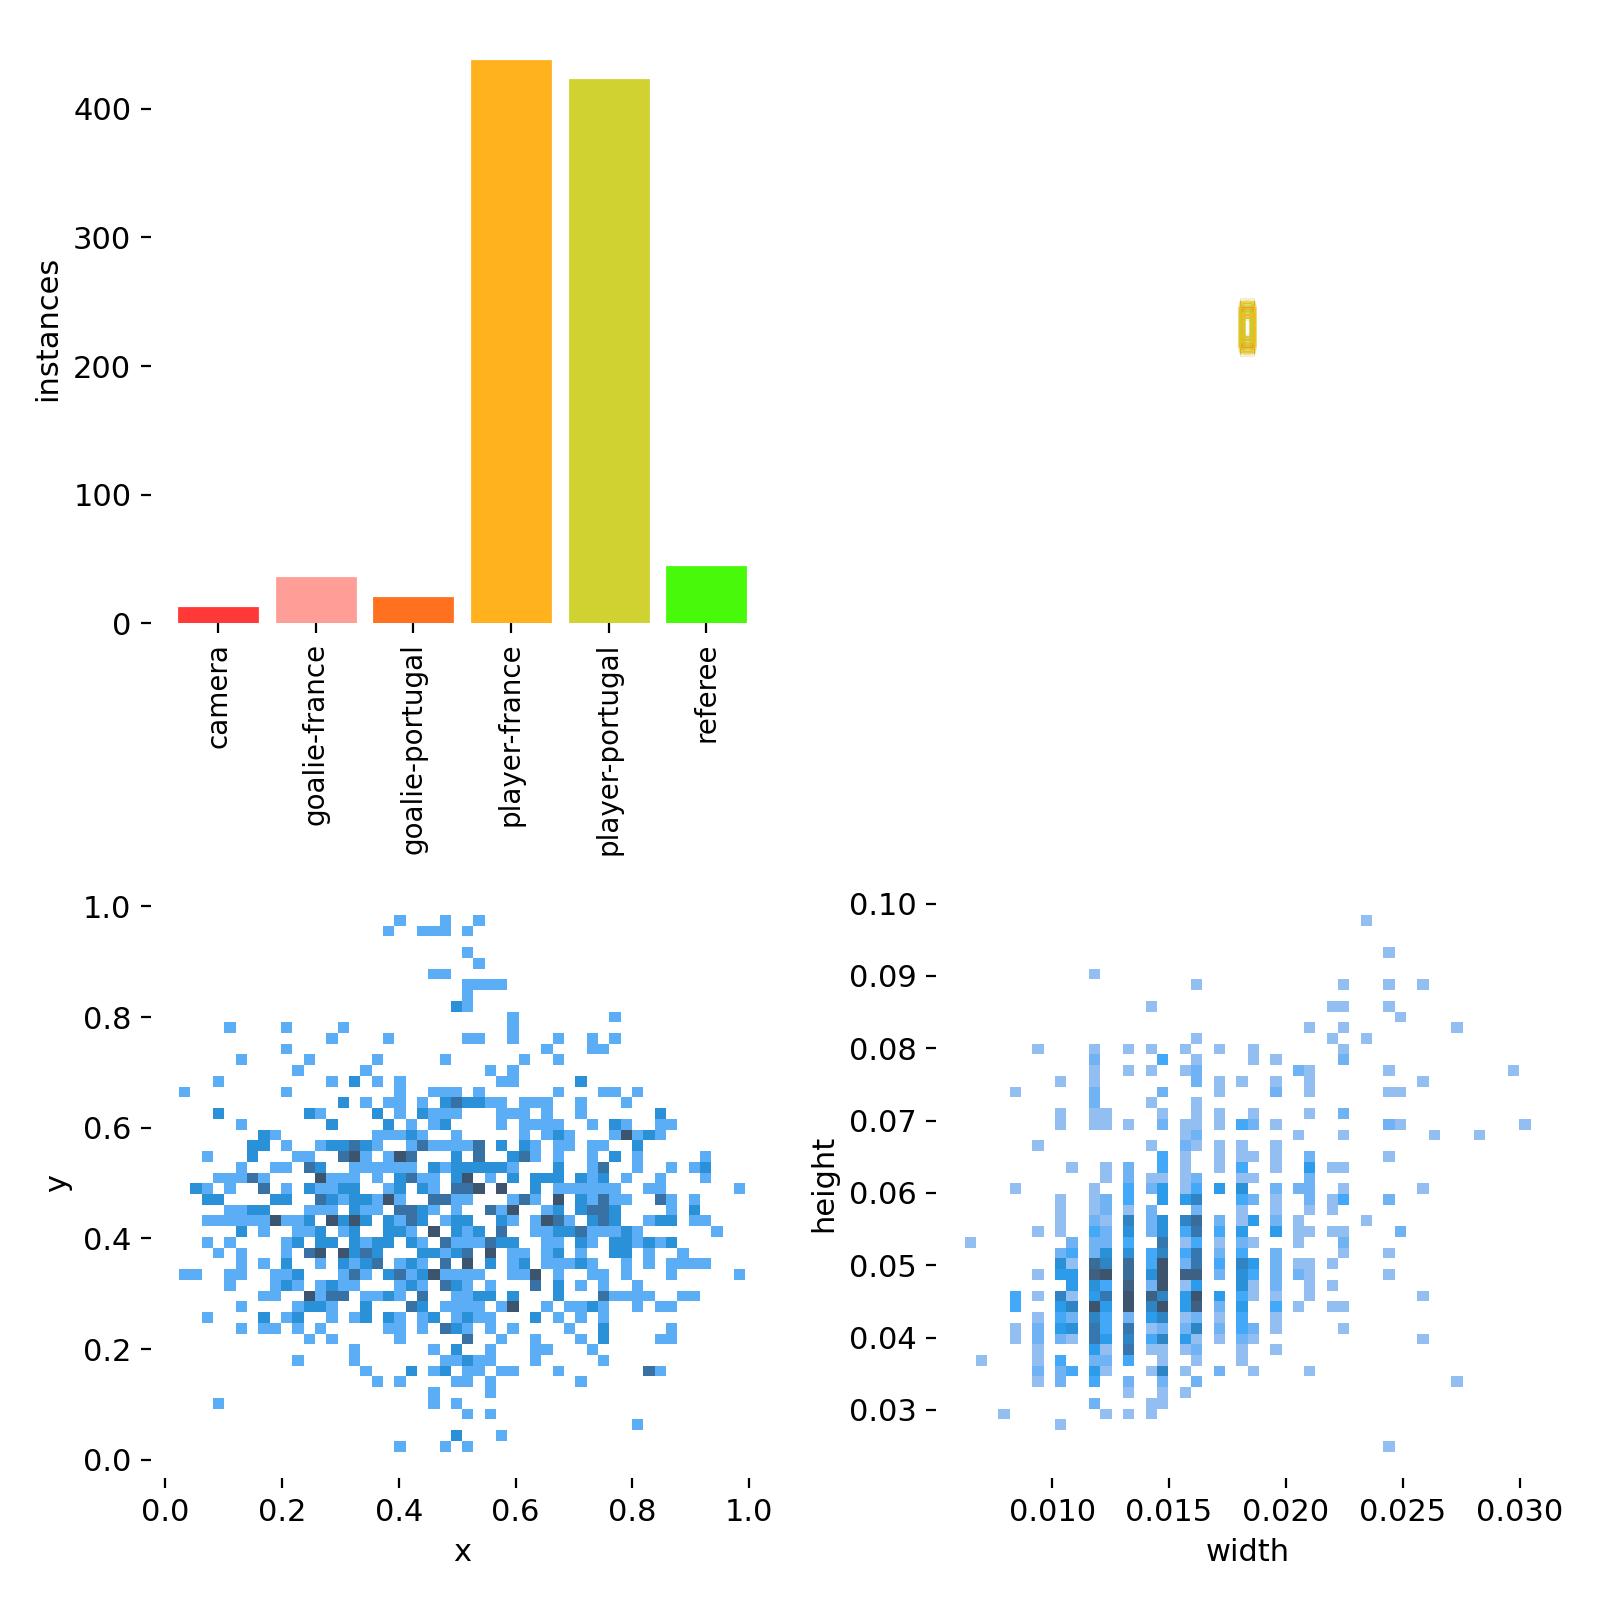 400
300
200
100
0
instances
camera
goalie-france
goalie-portugal
player-france
player-portugal
referee
1.0
0.8
0.6
0.4
0.2
0.0
y
0.0 0.2 0.4 0.6 0.8 1.0
x
0.10
0.09
0.08
0.07
0.06
0.05
0.04
0.03
height
0.010 0.015 0.020 0.025 0.030
width